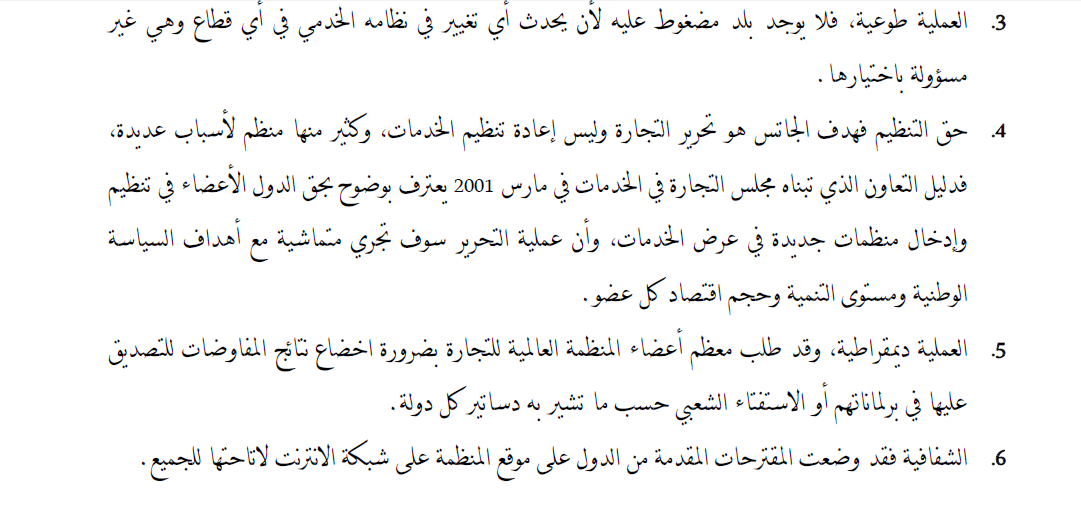 3. العملية طوعية، فلا يوجد بلد مضغوط عليه لأن يحدث أي تغيير في نظامه الخدمي في أي قطاع وهي غير
مسؤولة باختيارها .
4. حق التنظيم فهدف الجاتس هو تحرير التجارة وليس إعادة تنظيم الخدمات، وكثير منها منظم لأسباب عديدة،
فدليل التعاون الذي تبناه مجلس التجارة في الخدمات في مارس 2001 يعترف بوضوح بحق الدول الأعضاء في تنظيم
وإدخال منظمات جديدة في عرض الخدمات، وأن عملية التحرير سوف تجري متماشية مع أهداف السياسة
الوطنية ومستوى التنمية وحجم اقتصاد كل عضو.
5. العملية ديمقراطية، وقد طلب معظم أعضاء المنظمة العالمية للتجارة بضرورة اخضاع نتائج المفاوضات للتصديق
عليها في برلماناتهم أو الاستفتاء الشعبي حسب ما تشير به دساتير كل دولة.
6. الشفافية فقد وضعت المقترحات المقدمة من الدول على موقع المنظمة على شبكة الانترنت لاتاحتها للجميع.